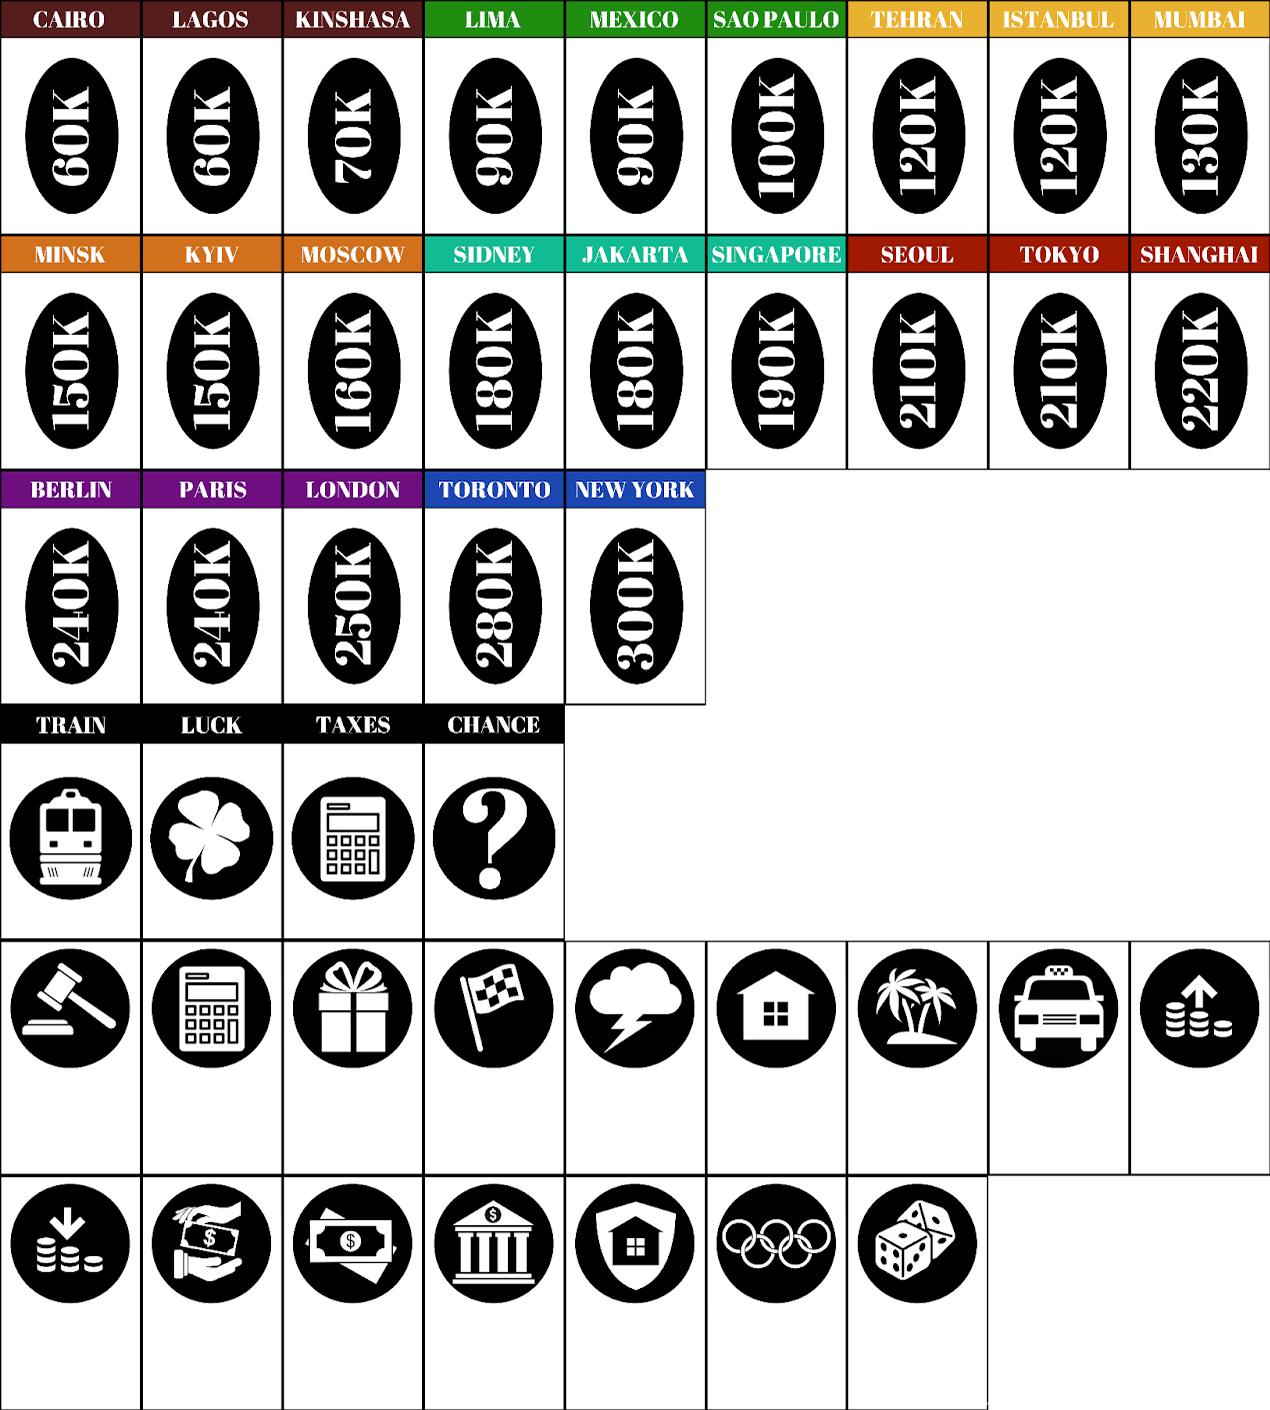 CAIRO LAGOS KINSHASA LIMA MEXICO SAO PAULO TEHRAN ISTANBUL MUMBAI
60K 60K 70K 90K 90K 100K 120K 120K 130K
MINSK KYIV MOSCOW SIDNEY JAKARTA SINGAPORE SEOUL TOKYO SHANGHAI
150K 150K 160K 180K 180K 190K 210K 210K 220K
BERLIN PARIS LONDON TORONTO NEW YORK
240K 240K 250K 280K 300K
TRAIN LUCK TAXES CHANCE
?
$ $ $